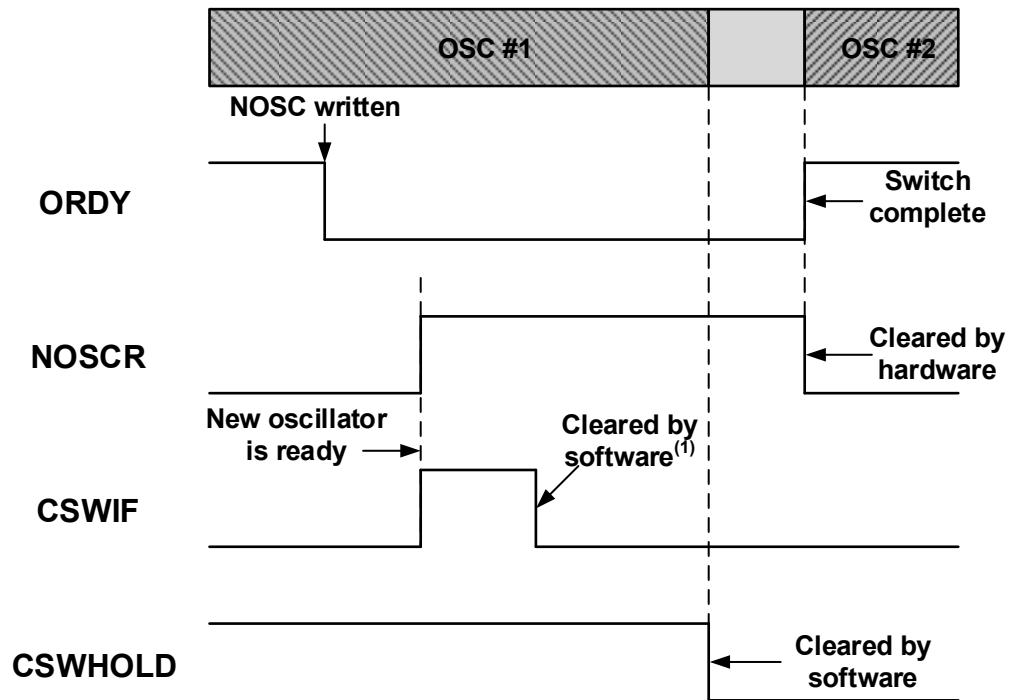 OSC #1
OSC #2
NOSC written
ORDY
Switch
complete
NOSCR
Cleared by
hardware
New oscillator
is ready
Cleared by
software(1)
CSWIF
CSWHOLD
Cleared by
software